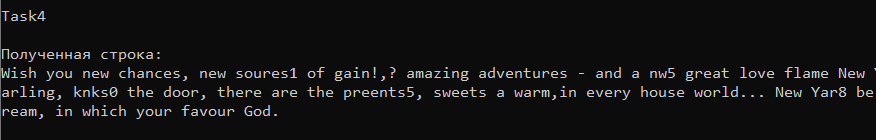 Task4
Полученная строка:
Wish you new chances, new soures1 of gain!,? amazing adventures - and a nw5 great love flame New
arling, knks0 the door, there are the preents5, sweets a warm,in every house world... New Yar8 be
ream, in which your favour God.